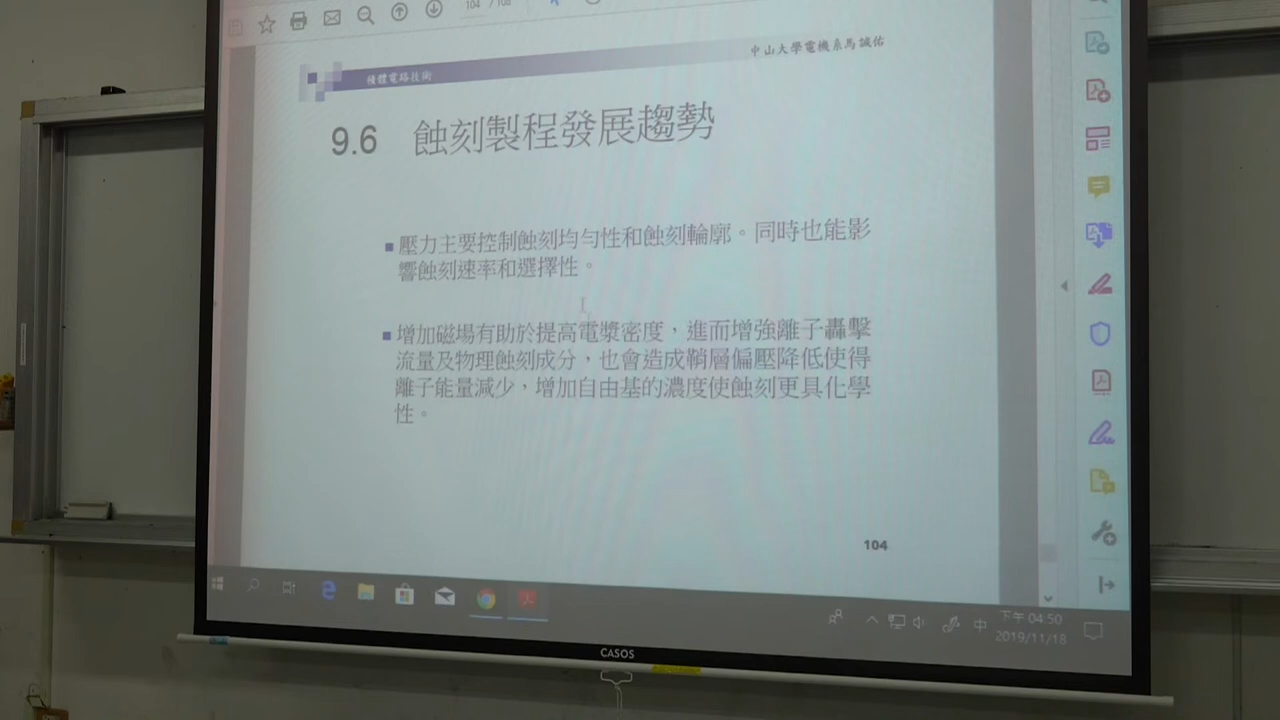 104 / 108
中山大學電機系馬誠佑
積體電路技術
9.6 蝕刻製程發展趨勢
壓力主要控制蝕刻均勻性和蝕刻輪廓。同時也能影
響蝕刻速率和選擇性。
增加磁場有助於提高電漿密度，進而增強離子轟擊
流量及物理蝕刻成分，也會造成鞘層偏壓降低使得
離子能量減少，增加自由基的濃度使蝕刻更具化學
性。
104
中
下午 04:50
2019/11/18
CASOS